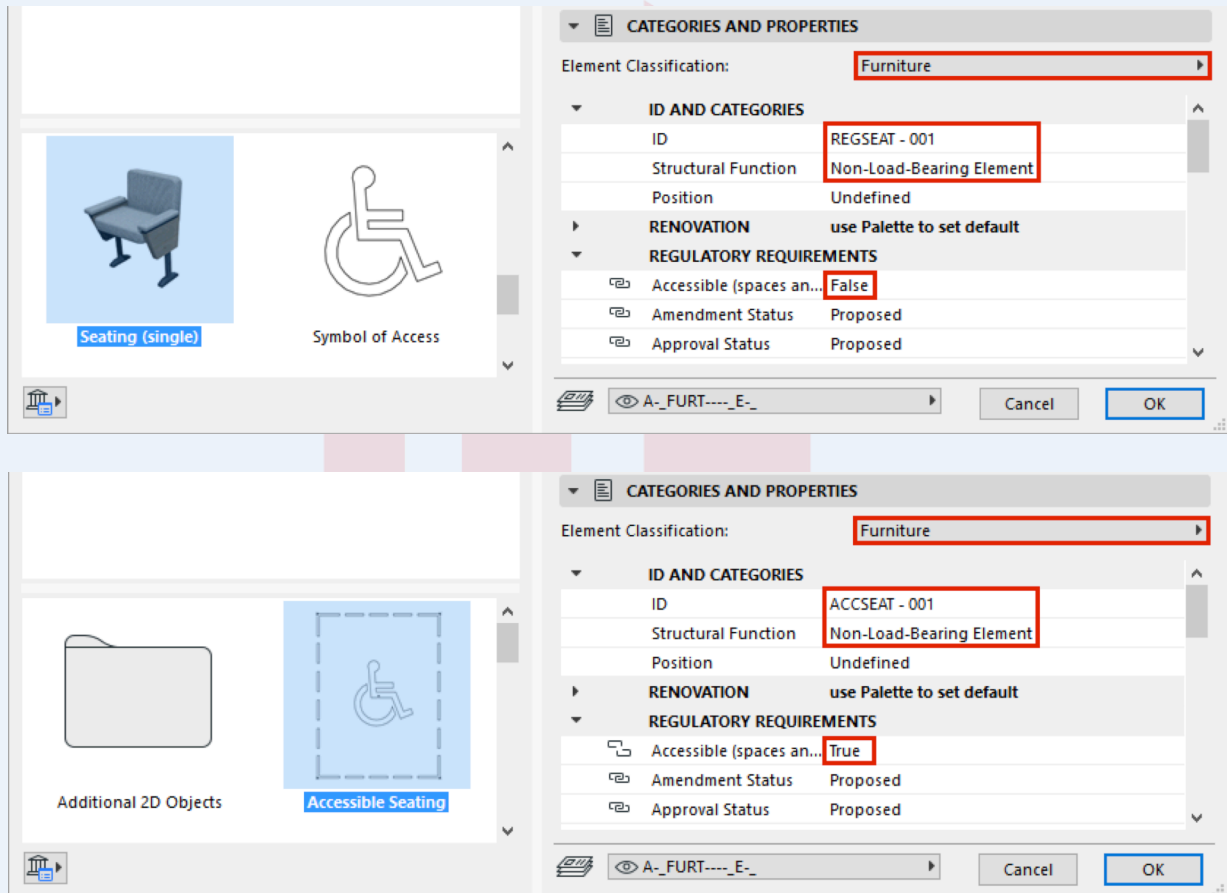 CATEGORIES AND PROPERTIES
Element Classification: Furniture
ID AND CATEGORIES
ID REGSEAT - 001
Structural Function Non-Load-Bearing Element
Position Undefined
RENOVATION use Palette to set default
REGULATORY REQUIREMENTS
Accessible (spaces an... False
Amendment Status Proposed
Approval Status Proposed
Seating (single) Symbol of Access
A-_FURT----_E-_ Cancel OK
CATEGORIES AND PROPERTIES
Element Classification: Furniture
ID AND CATEGORIES
ID ACCSEAT - 001
Structural Function Non-Load-Bearing Element
Position Undefined
RENOVATION use Palette to set default
REGULATORY REQUIREMENTS
Accessible (spaces an... True
Amendment Status Proposed
Approval Status Proposed
Additional 2D Objects Accessible Seating
A-_FURT----_E-_ Cancel OK